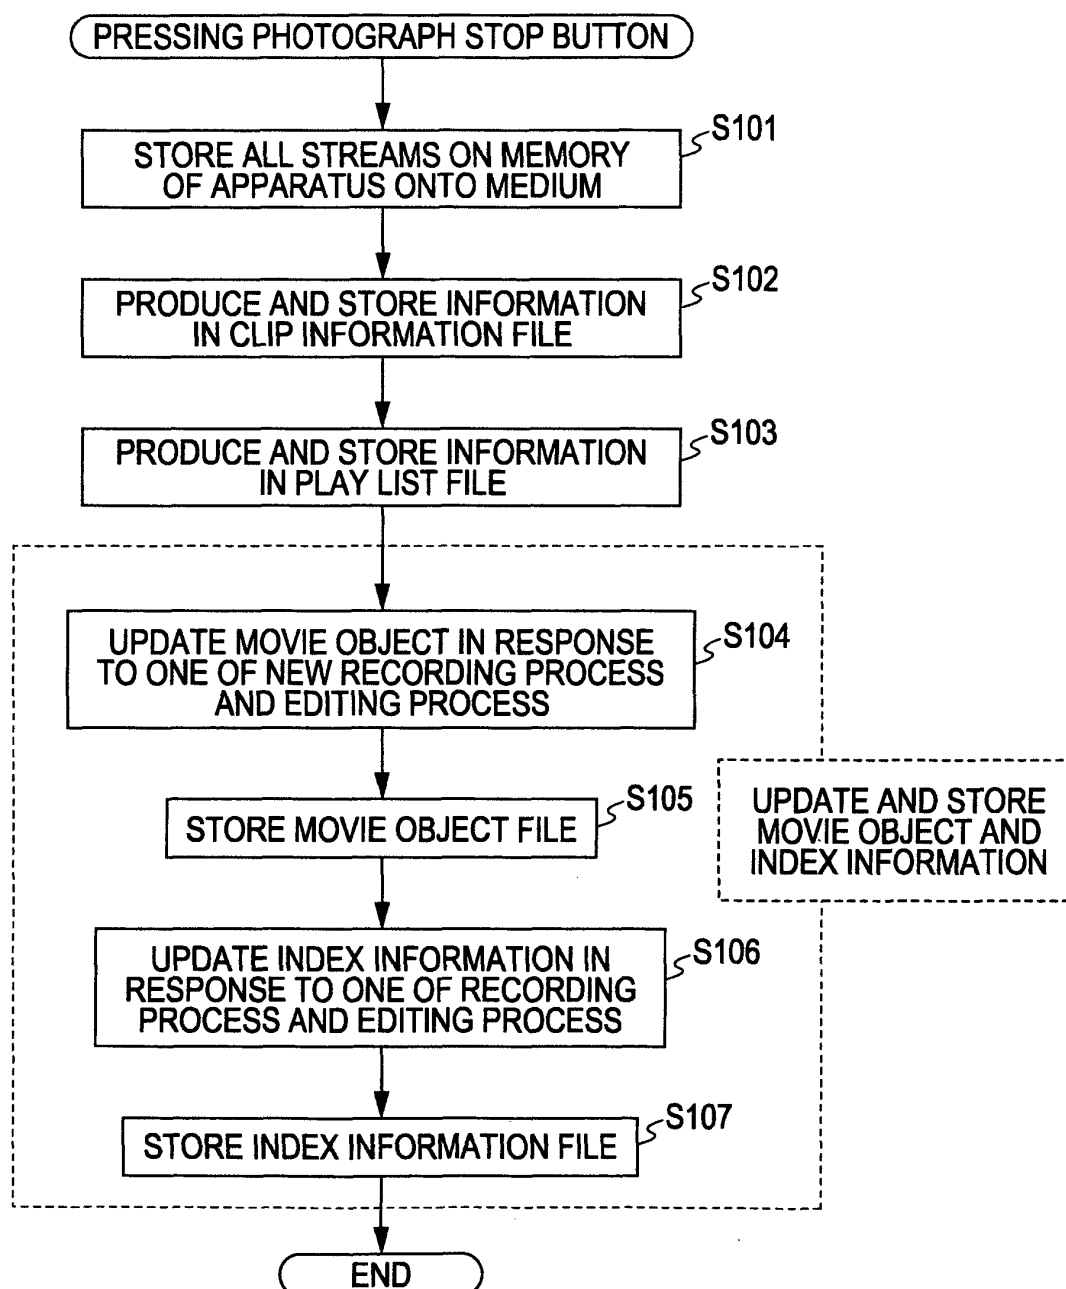 PRESSING PHOTOGRAPH STOP BUTTON
S101
STORE ALL STREAMS ON MEMORY
OF APPARATUS ONTO MEDIUM
S102
PRODUCE AND STORE INFORMATION
IN CLIP INFORMATION FILE
S103
PRODUCE AND STORE INFORMATION
IN PLAY LIST FILE
S104
UPDATE MOVIE OBJECT IN RESPONSE
TO ONE OF NEW RECORDING PROCESS
AND EDITING PROCESS
S105
STORE MOVIE OBJECT FILE
UPDATE AND STORE
MOVIE OBJECT AND
INDEX INFORMATION
S106
UPDATE INDEX INFORMATION IN
RESPONSE TO ONE OF RECORDING
PROCESS AND EDITING PROCESS
S107
STORE INDEX INFORMATION FILE
END